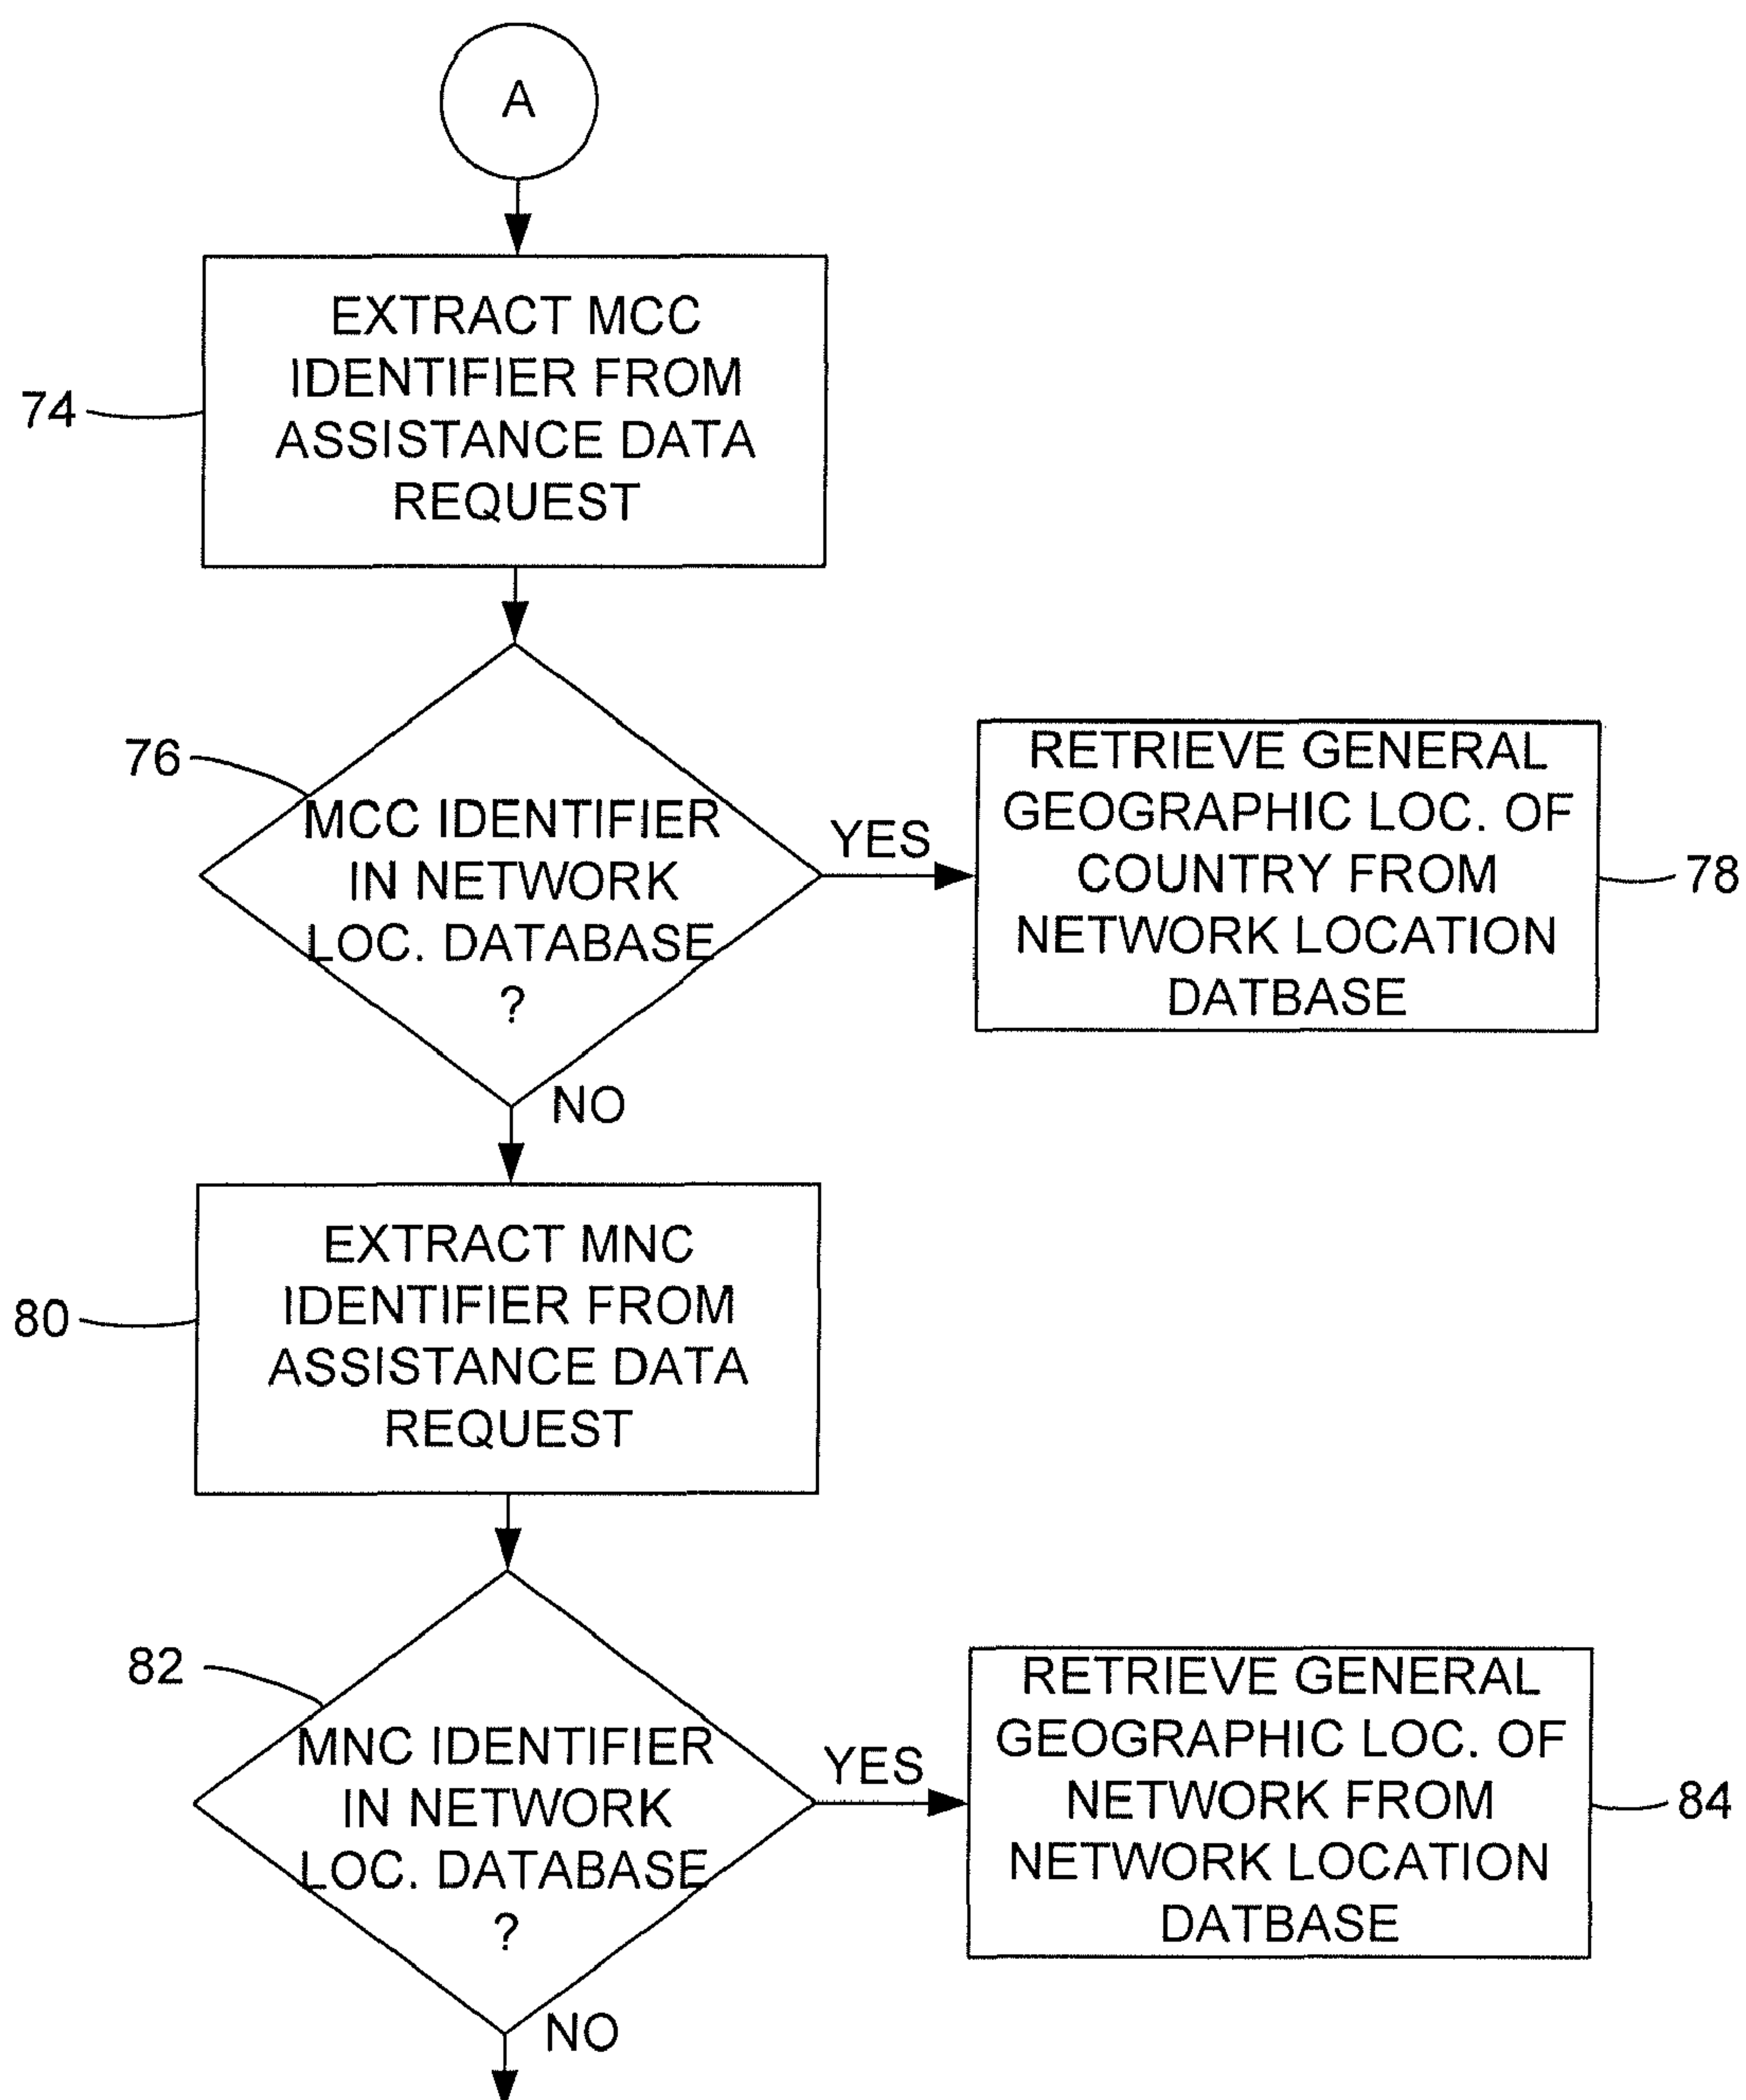 A
EXTRACT MCC
IDENTIFIER FROM
ASSISTANCE DATA
REQUEST
74
76
MCC IDENTIFIER
IN NETWORK
LOC. DATABASE
?
YES
RETRIEVE GENERAL
GEOGRAPHIC LOC. OF
COUNTRY FROM
NETWORK LOCATION
DATBASE
78
NO
EXTRACT MNC
IDENTIFIER FROM
ASSISTANCE DATA
REQUEST
80
82
MNC IDENTIFIER
IN NETWORK
LOC. DATABASE
?
YES
RETRIEVE GENERAL
GEOGRAPHIC LOC. OF
NETWORK FROM
NETWORK LOCATION
DATBASE
84
NO